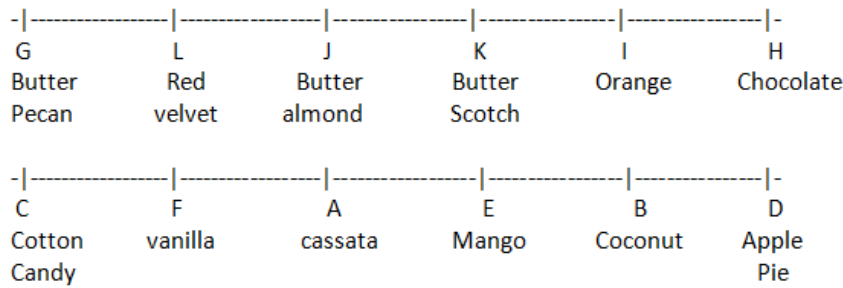 -|------------------|-------------------|------------------|------------------|-----------------|-
G L J K I H
Butter Red Butter Butter Orange Chocolate
Pecan velvet almond Scotch
-|------------------|-------------------|-------------------|-----------------|-----------------|-
C F A E B D
Cotton vanilla cassata Mango Coconut Apple
Candy Pie